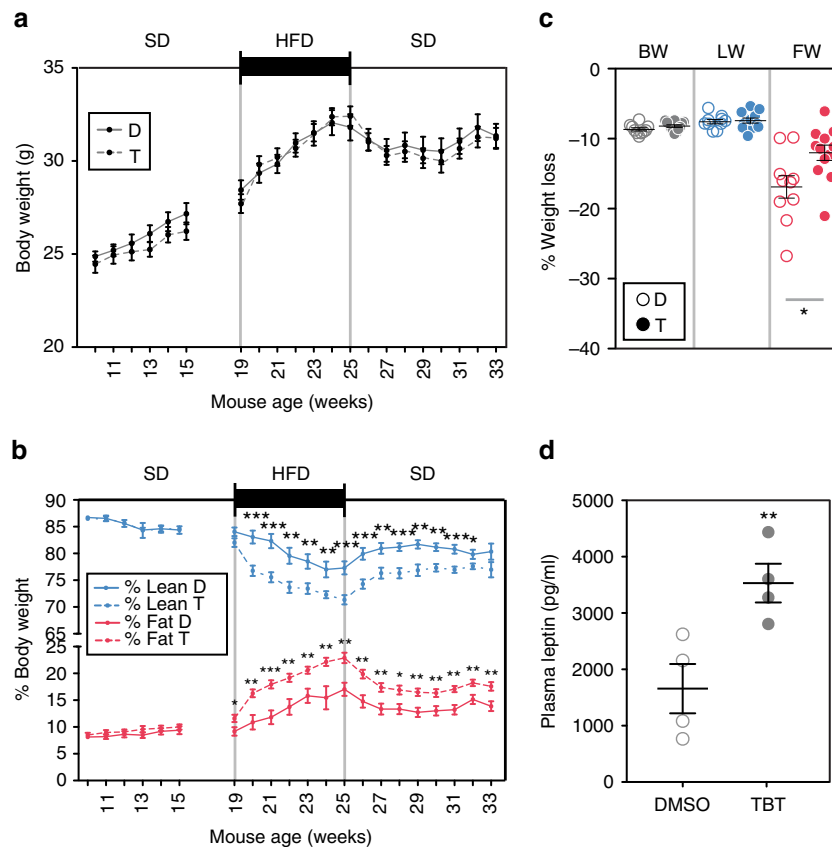 a
SD HFD SD
35
30
25
20
Body weight (g)
D
T
11 13 15 19 21 23 25 27 29 31 33
Mouse age (weeks)
b
SD HFD SD
90
85
80
75
70
65
25
20
15
10
5
0
% Body weight
% Lean D
% Lean T
% Fat D
% Fat T
*** *** ** ** ** *** *** ** *** ** ** *** *
* ** *** ** ** ** ** ** * * ** ** ** **
11 13 15 19 21 23 25 27 29 31 33
Mouse age (weeks)
c
BW LW FW
0
–10
–20
–30
–40
% Weight loss
D
T
*
d
5000
4000
3000
2000
1000
0
Plasma leptin (pg/ml)
**
DMSO TBT